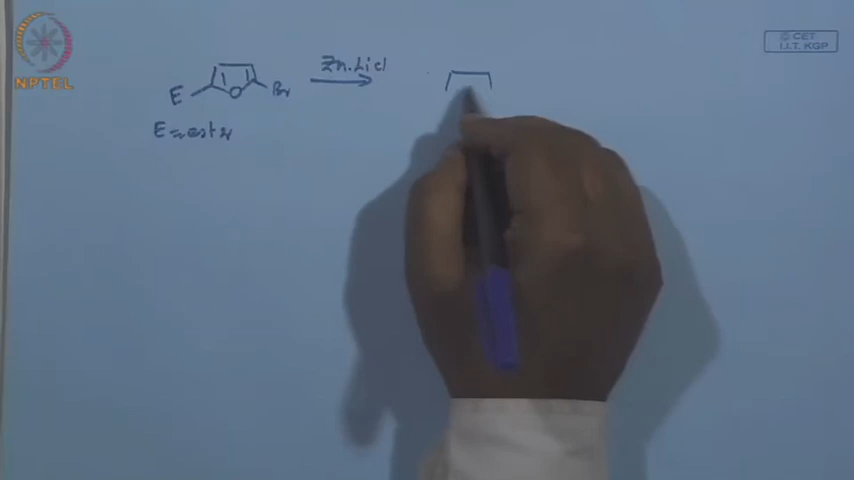 © CET
I.I.T. KGP
NPTEL
Zn.Licl
E O Br
E = ester